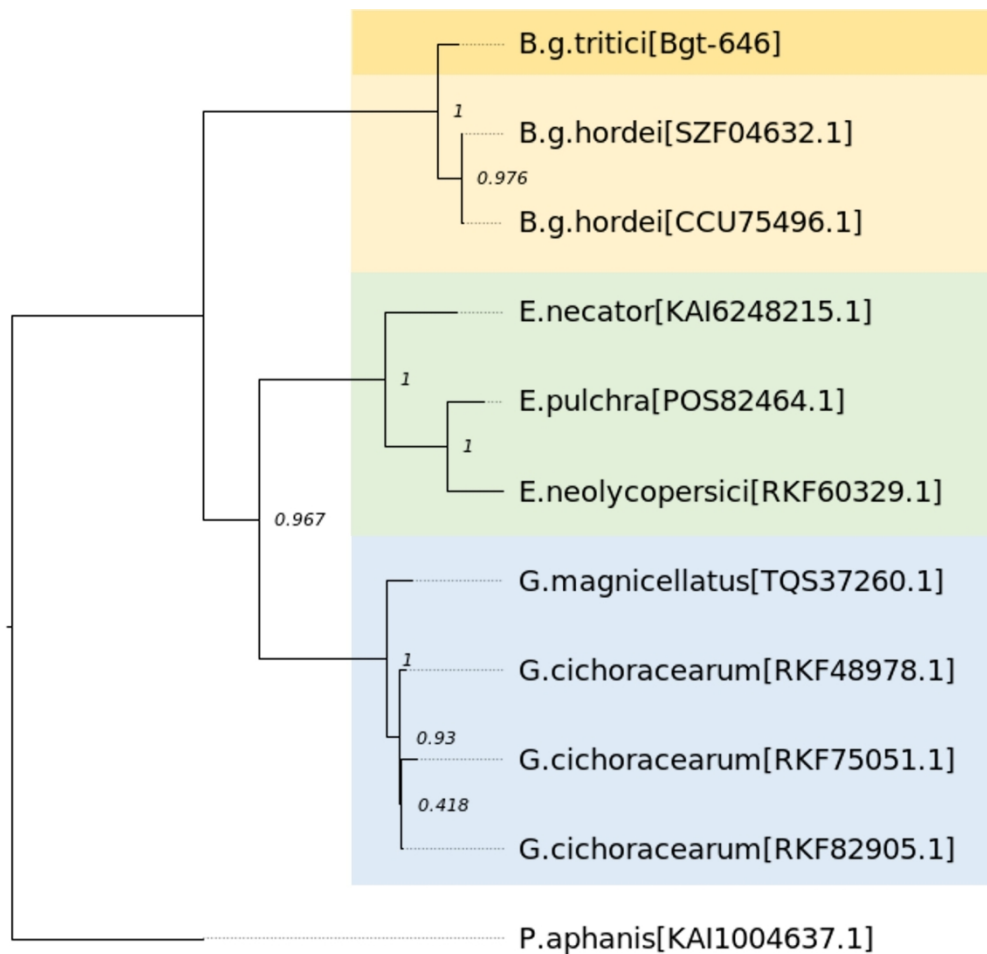 B.g.tritici[Bgt-646]
1
B.g.hordei[SZF04632.1]
0.976
B.g.hordei[CCU75496.1]
E.necator[KAI6248215.1]
1
E.pulchra[POS82464.1]
1
E.neolycopersici[RKF60329.1]
0.967
G.magnicellatus[TQS37260.1]
1
G.cichoracearum[RKF48978.1]
0.93
G.cichoracearum[RKF75051.1]
0.418
G.cichoracearum[RKF82905.1]
P.aphanis[KAI1004637.1]